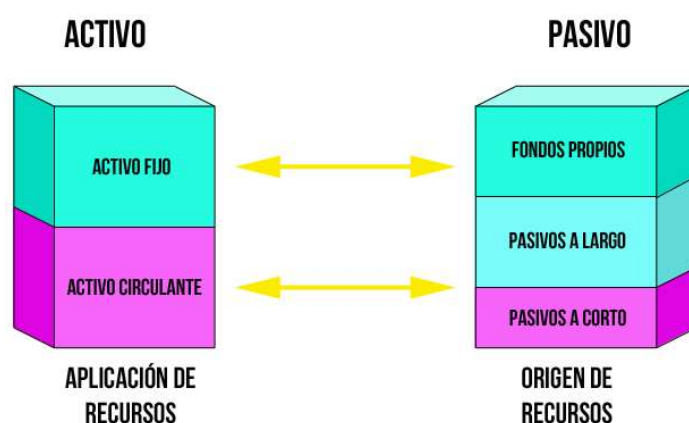 ACTIVO
PASIVO
ACTIVO FIJO
ACTIVO CIRCULANTE
FONDOS PROPIOS
PASIVOS A LARGO
PASIVOS A CORTO
APLICACIÓN DE
RECURSOS
ORIGEN DE
RECURSOS